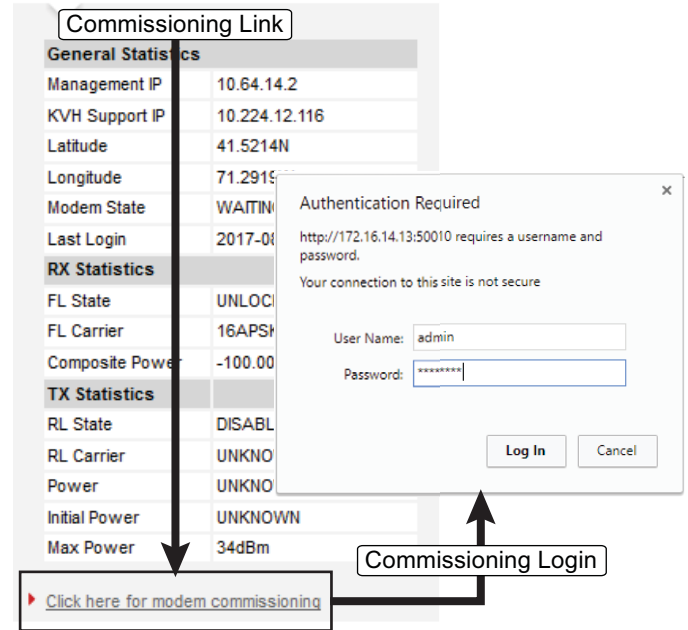 Commissioning Link
General Statistics
Management IP 10.64.14.2
KVH Support IP 10.224.12.116
Latitude 41.5214N
Longitude
Modem State
Last Login
RX Statistics
FL State
FL Carrier
Composite Power -100.00
TX Statistics
RL State
RL Carrier
Power
Initial Power UNKNOWN
Max Power 34dBm
Click here for modem commissioning
Authentication Required
http://172.16.14.13:50010 requires a username and
password.
Your connection to this site is not secure
User Name: admin
Password: ********
Log In Cancel
Commissioning Login